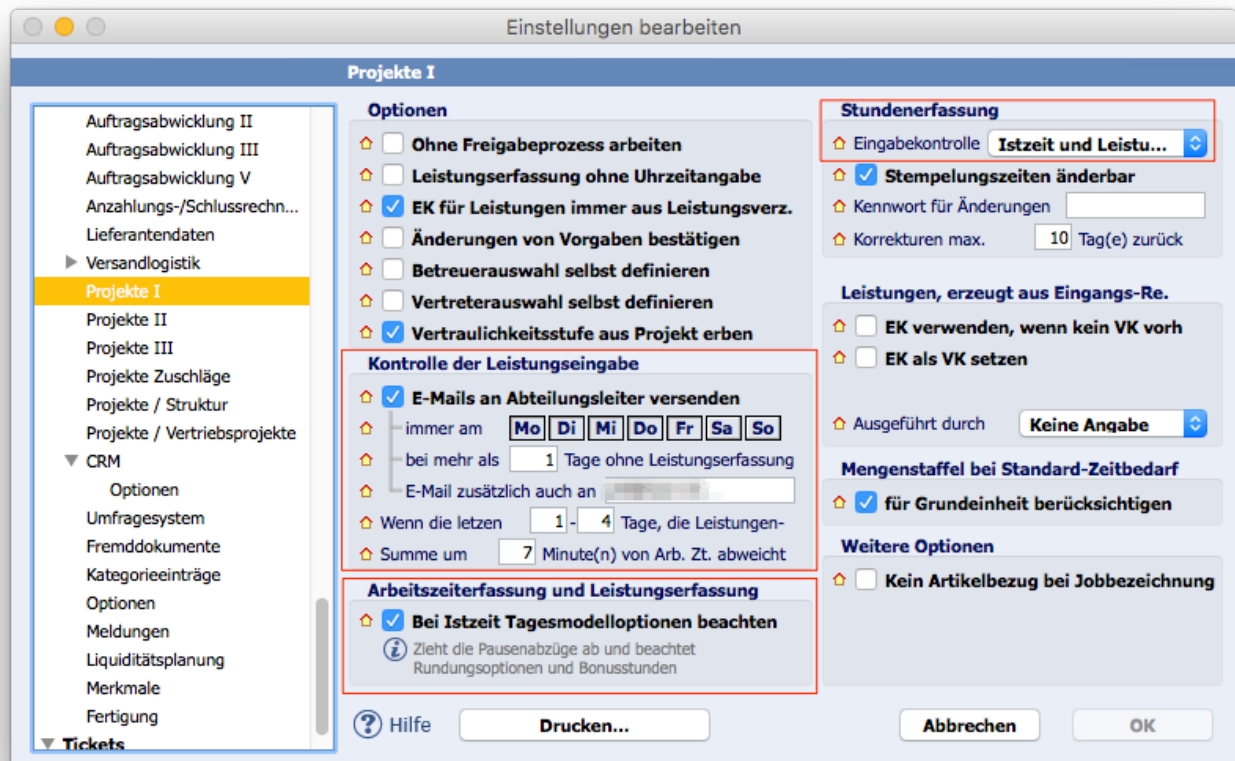 Einstellungen bearbeiten
Projekte I
Auftragsabwicklung II
Auftragsabwicklung III
Auftragsabwicklung V
Anzahlungs-/Schlussrechn...
Lieferantendaten
Versandlogistik
Projekte I
Projekte II
Projekte III
Projekte Zuschläge
Projekte / Struktur
Projekte / Vertriebsprojekte
CRM
Optionen
Umfragesystem
Fremddokumente
Kategorieeinträge
Optionen
Meldungen
Liquiditätsplanung
Merkmale
Fertigung
Tickets
Optionen
Ohne Freigabeprozess arbeiten
Leistungserfassung ohne Uhrzeitangabe
EK für Leistungen immer aus Leistungsverz.
Änderungen von Vorgaben bestätigen
Betreuerauswahl selbst definieren
Vertreterauswahl selbst definieren
Vertraulichkeitsstufe aus Projekt erben
Kontrolle der Leistungseingabe
E-Mails an Abteilungsleiter versenden
immer am Mo Di Mi Do Fr Sa So
bei mehr als 1 Tage ohne Leistungserfassung
E-Mail zusätzlich auch an
Wenn die letzen 1 - 4 Tage, die Leistungen-
Summe um 7 Minute(n) von Arb. Zt. abweicht
Arbeitszeiterfassung und Leistungserfassung
Bei Istzeit Tagesmodelloptionen beachten
Zieht die Pausenabzüge ab und beachtet
Rundungsoptionen und Bonusstunden
Stundenerfassung
Eingabekontrolle Istzeit und Leistu...
Stempelungszeiten änderbar
Kennwort für Änderungen
Korrekturen max. 10 Tag(e) zurück
Leistungen, erzeugt aus Eingangs-Re.
EK verwenden, wenn kein VK vorh
EK als VK setzen
Ausgeführt durch Keine Angabe
Mengenstaffel bei Standard-Zeitbedarf
für Grundeinheit berücksichtigen
Weitere Optionen
Kein Artikelbezug bei Jobbezeichnung
? Hilfe
Drucken...
Abbrechen
OK